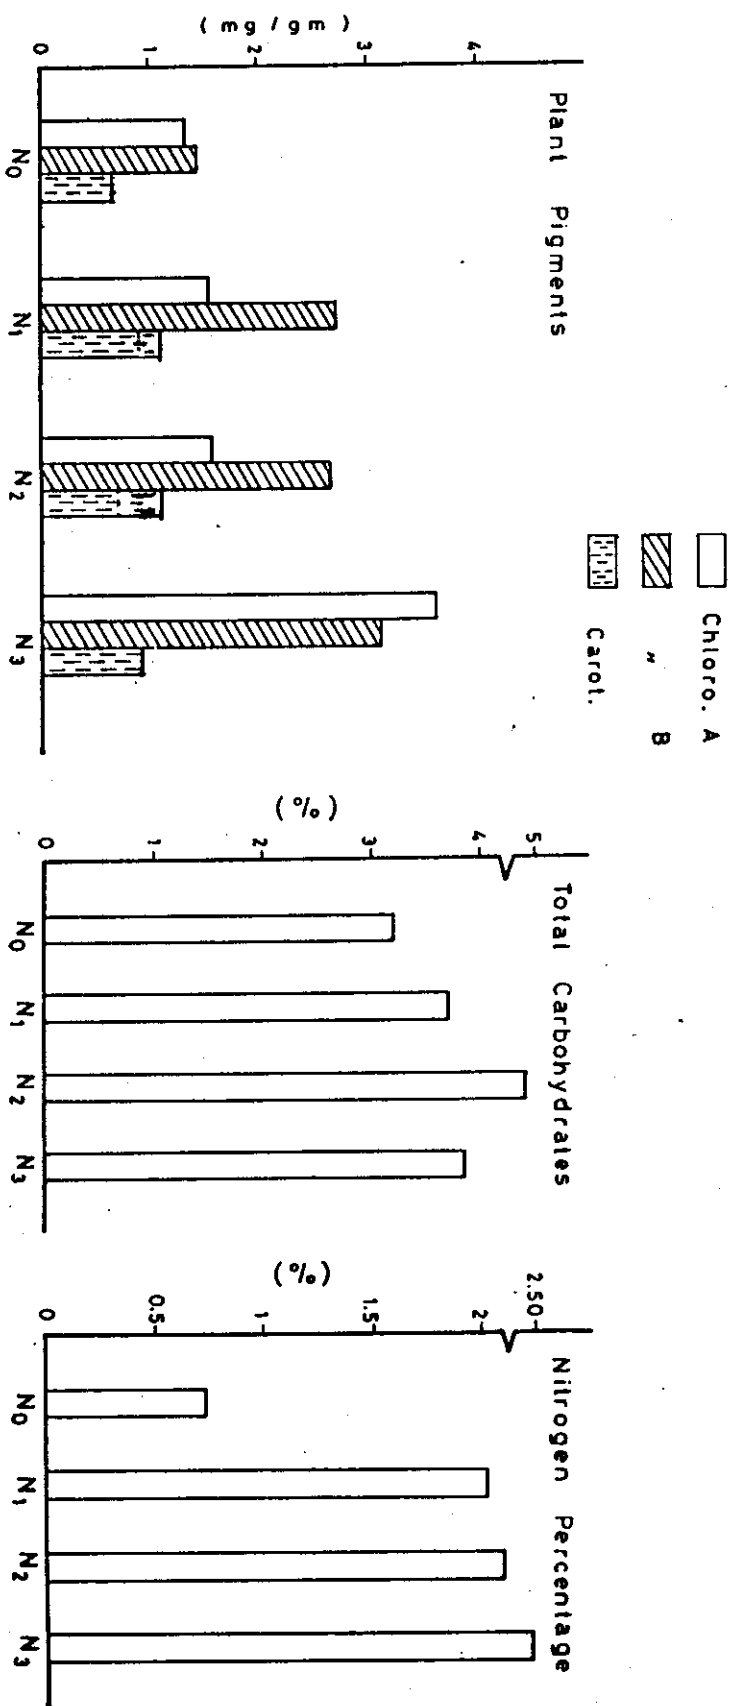 Chloro. A
〃 B
Carot.
Plant Pigments
( mg / gm )
0 1 2 3 4
N0 N1 N2 N3
Total Carbohydrates
( % )
0 1 2 3 4 5
N0 N1 N2 N3
Nitrogen Percentage
( % )
0 0.5 1 1.5 2 2.50
N0 N1 N2 N3